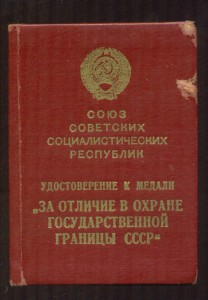 СОЮЗ
СОВЕТСКИХ
СОЦИАЛИСТИЧЕСКИХ
РЕСПУБЛИК
УДОСТОВЕРЕНИЕ К МЕДАЛИ
„ЗА ОТЛИЧИЕ В ОХРАНЕ
ГОСУДАРСТВЕННОЙ
ГРАНИЦЫ СССР“